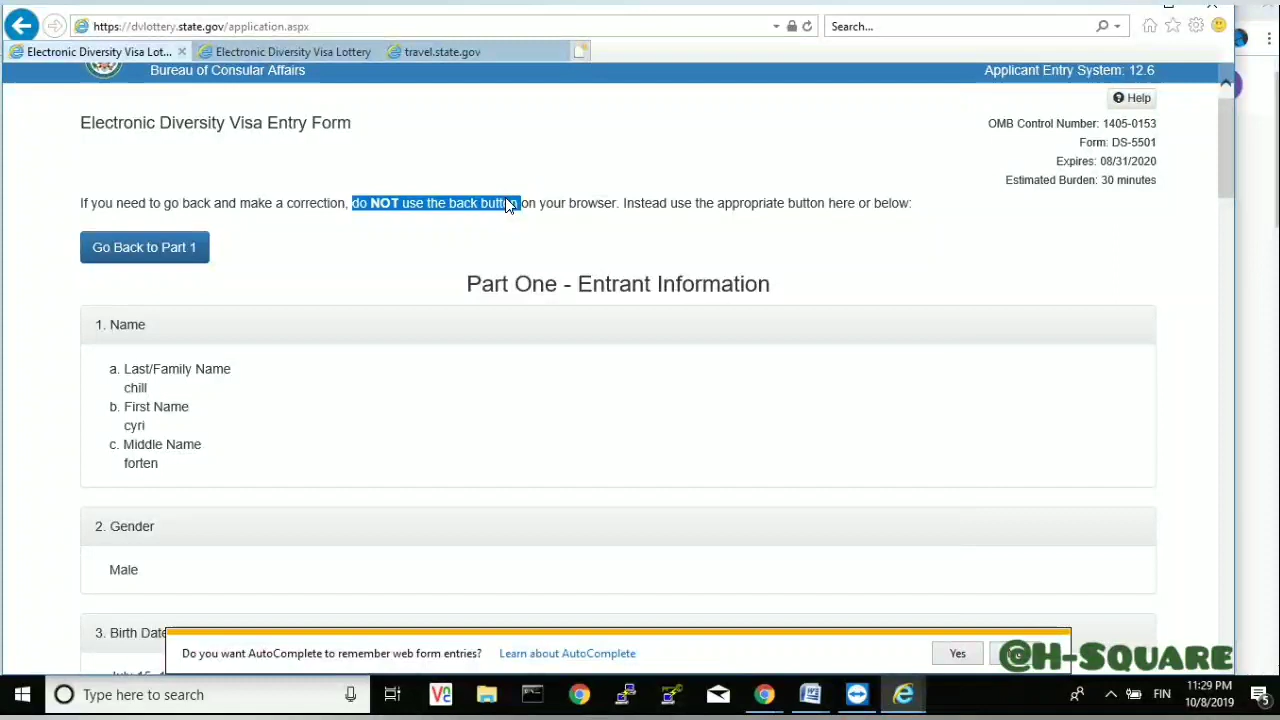 https://dvlottery.state.gov/application.aspx
Search...
Electronic Diversity Visa Lot...
Electronic Diversity Visa Lottery
travel.state.gov
Bureau of Consular Affairs
Applicant Entry System: 12.6
Help
Electronic Diversity Visa Entry Form
OMB Control Number: 1405-0153
Form: DS-5501
Expires: 08/31/2020
Estimated Burden: 30 minutes
If you need to go back and make a correction, do NOT use the back button on your browser. Instead use the appropriate button here or below:
Go Back to Part 1
Part One - Entrant Information
1. Name
a. Last/Family Name
chill
b. First Name
cyri
c. Middle Name
forten
2. Gender
Male
3. Birth Date
Do you want AutoComplete to remember web form entries?
Learn about AutoComplete
Yes
@H-Square
Type here to search
FIN
11:29 PM
10/8/2019
5